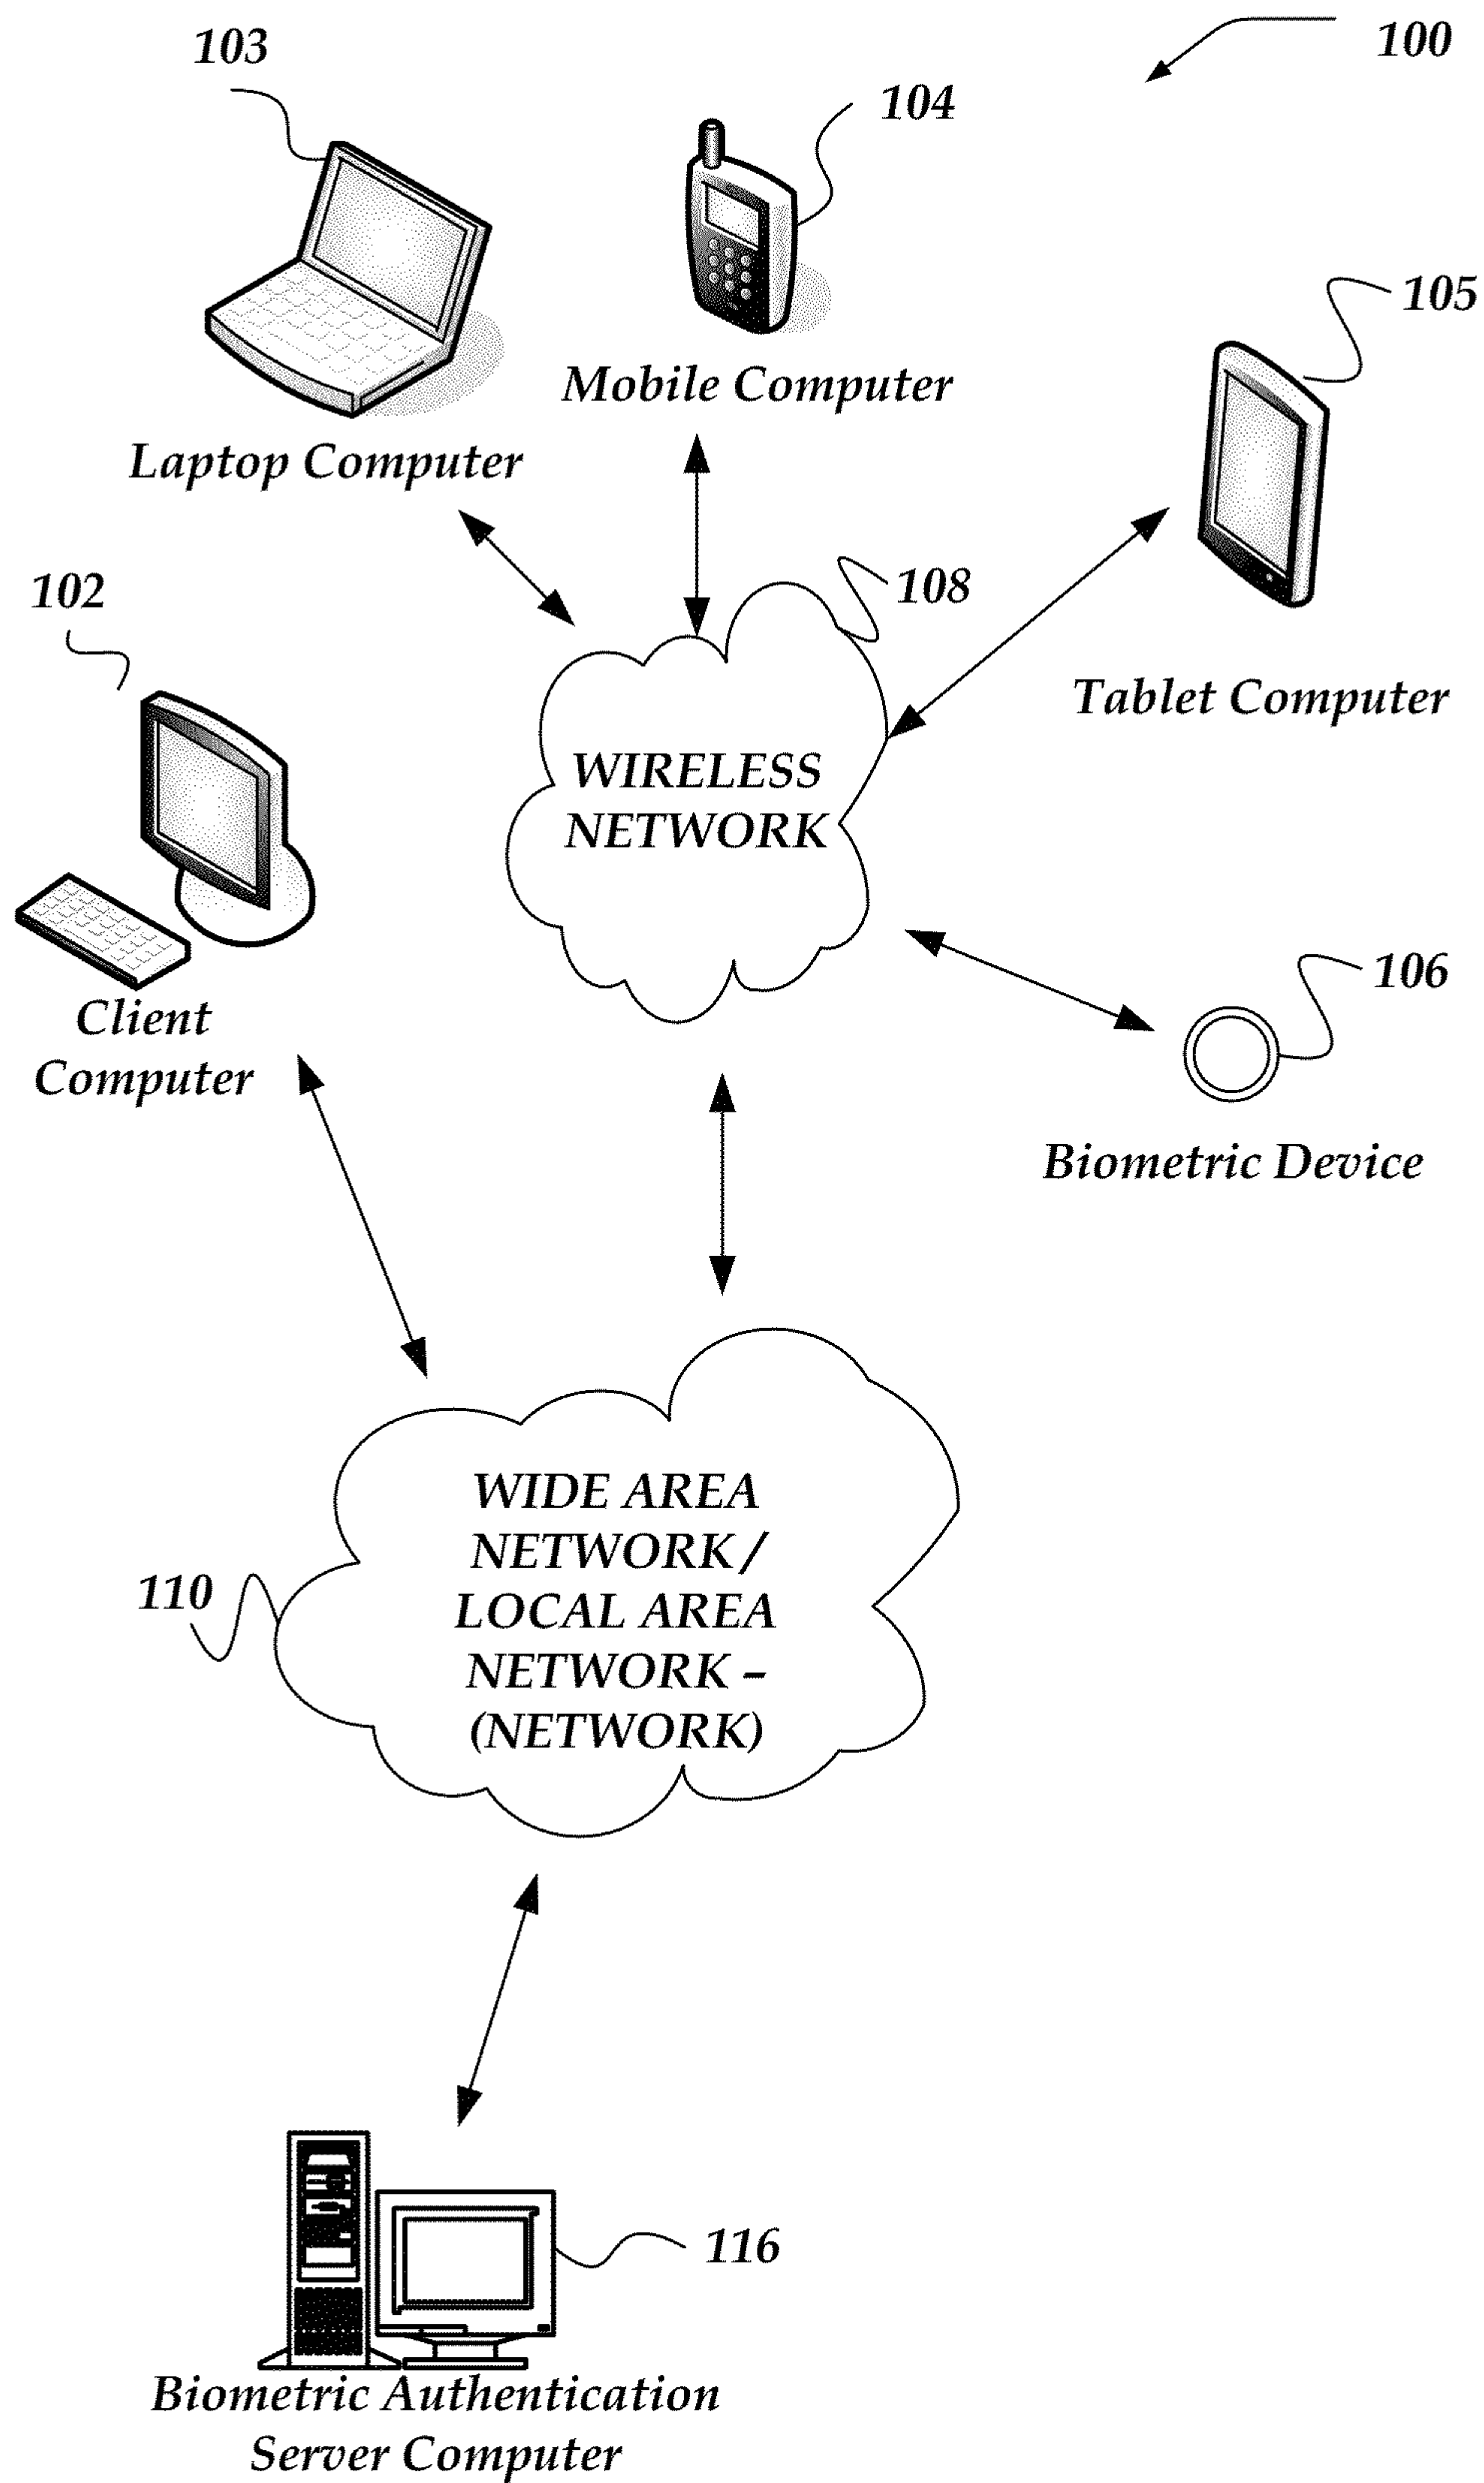 100
103
104
105
Mobile Computer
Laptop Computer
108
102
Tablet Computer
WIRELESS
NETWORK
106
Client
Computer
Biometric Device
WIDE AREA
NETWORK /
LOCAL AREA
NETWORK –
(NETWORK)
110
116
Biometric Authentication
Server Computer